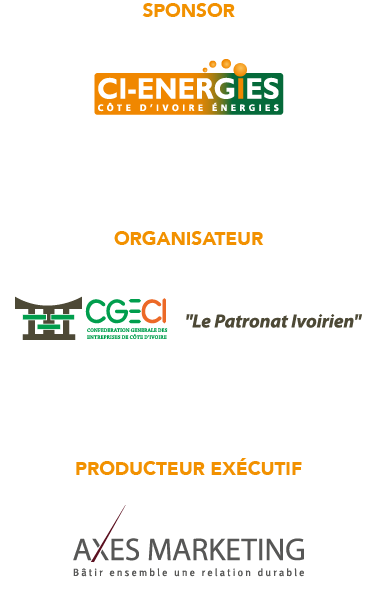 SPONSOR
CI-ENERGIES
CÔTE D'IVOIRE ÉNERGIES
ORGANISATEUR
CGECI
CONFEDERATION GENERALE DES
ENTREPRISES DE CÔTE D'IVOIRE
"Le Patronat Ivoirien"
PRODUCTEUR EXÉCUTIF
AXES MARKETING
Bâtir ensemble une relation durable